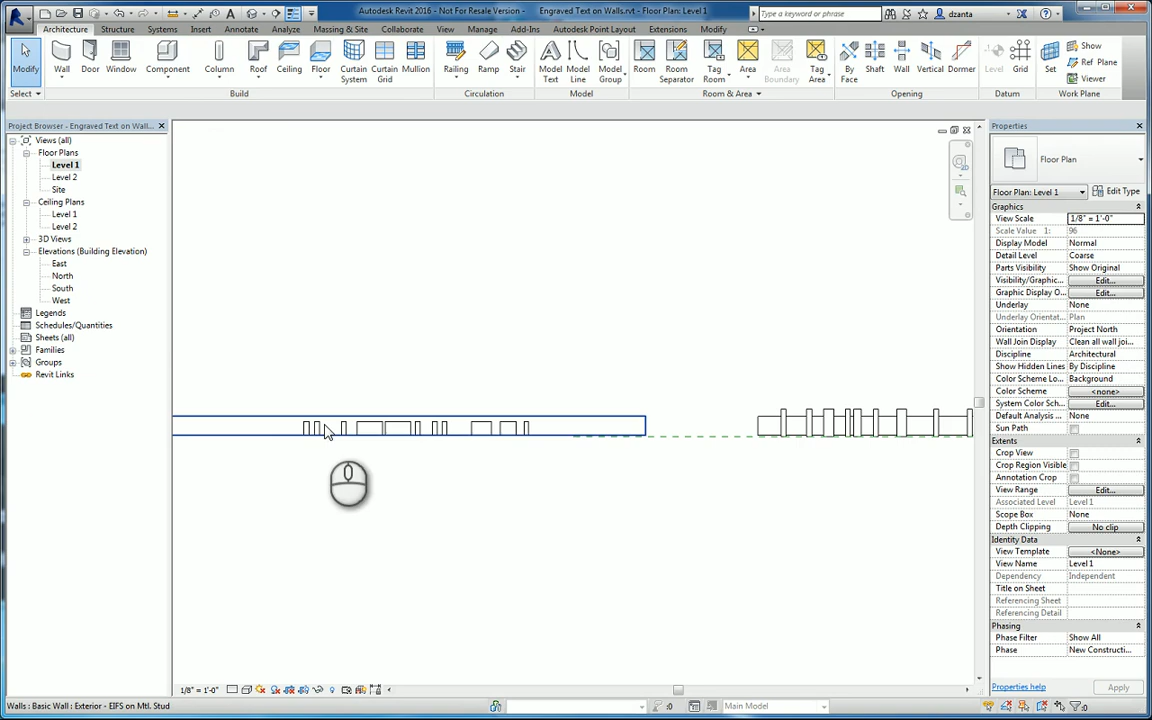 Autodesk Revit 2016 - Not For Resale Version - Engraved Text on Walls.rvt - Floor Plan: Level 1
Type a keyword or phrase
dzanta
Architecture Structure Systems Insert Annotate Analyze Massing & Site Collaborate View Manage Add-Ins Autodesk Point Layout Extensions Modify
Modify Wall Door Window Component Column Roof Ceiling Floor Curtain System Curtain Grid Mullion Railing Ramp Stair Model Text Model Line Model Group Room Room Separator Tag Room Area Area Boundary Tag Area By Face Shaft Wall Vertical Dormer Level Grid Set Show Ref Plane Viewer
Select Build Circulation Model Room & Area Opening Datum Work Plane
Project Browser - Engraved Text on Wall...
Views (all)
Floor Plans
Level 1
Level 2
Site
Ceiling Plans
Level 1
Level 2
3D Views
Elevations (Building Elevation)
East
North
South
West
Legends
Schedules/Quantities
Sheets (all)
Families
Groups
Revit Links
2D
Properties
Floor Plan
Floor Plan: Level 1 Edit Type
Graphics
View Scale 1/8" = 1'-0"
Scale Value 1: 96
Display Model Normal
Detail Level Coarse
Parts Visibility Show Original
Visibility/Graphic... Edit...
Graphic Display O... Edit...
Underlay None
Underlay Orientat... Plan
Orientation Project North
Wall Join Display Clean all wall joi...
Discipline Architectural
Show Hidden Lines By Discipline
Color Scheme Lo... Background
Color Scheme <none>
System Color Sch... Edit...
Default Analysis ... None
Sun Path
Extents
Crop View
Crop Region Visible
Annotation Crop
View Range Edit...
Associated Level Level 1
Scope Box None
Depth Clipping No clip
Identity Data
View Template <None>
View Name Level 1
Dependency Independent
Title on Sheet
Referencing Sheet
Referencing Detail
Phasing
Phase Filter Show All
Phase New Constructi...
Properties help Apply
1/8" = 1'-0"
Walls : Basic Wall : Exterior - EIFS on Mtl. Stud
:0 Main Model :0